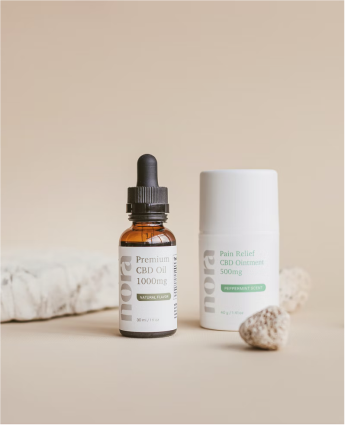 nora
Premium
CBD Oil
1000mg
NATURAL FLAVOR
nora
Pain Relief
CBD Ointment
500mg